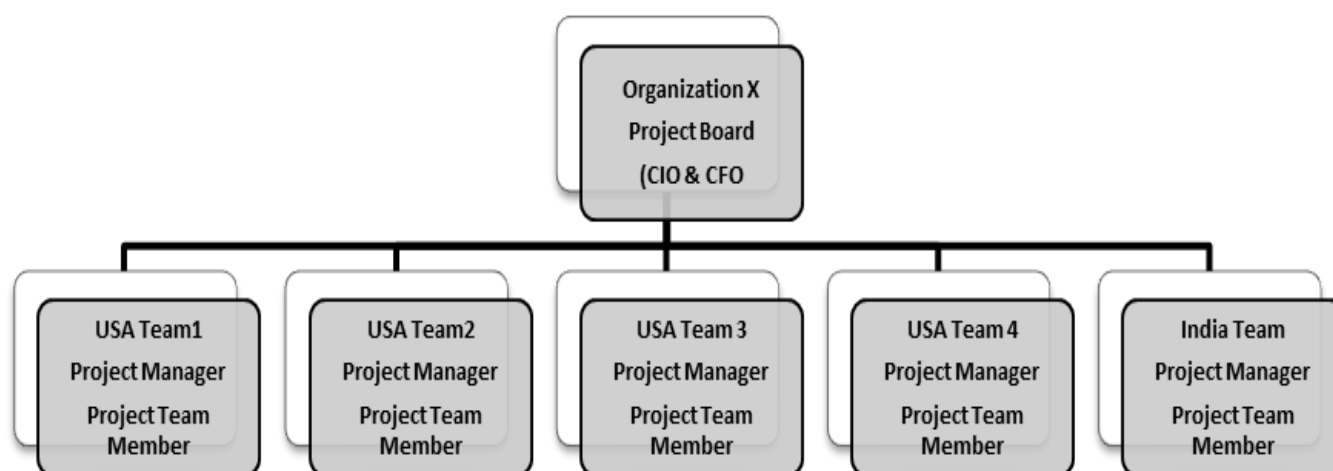 Organization X
Project Board
(CIO & CFO
USA Team1
Project Manager
Project Team
Member
USA Team2
Project Manager
Project Team
Member
USA Team 3
Project Manager
Project Team
Member
USA Team 4
Project Manager
Project Team
Member
India Team
Project Manager
Project Team
Member